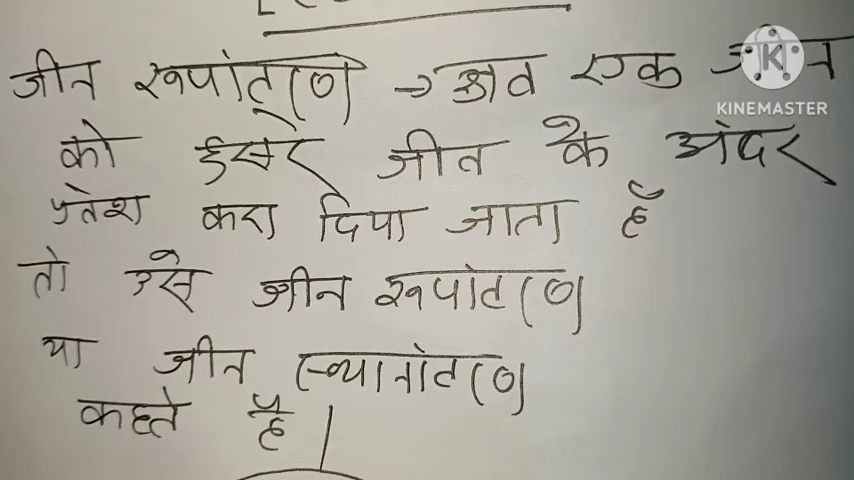 जीन रूपांतरण → जब एक जीन
KINEMASTER
को दूसरे जीन के अंदर
प्रवेश करा दिया जाता है
तो उसे जीन रूपांतरण
या जीन स्थानांतरण
कहते है।